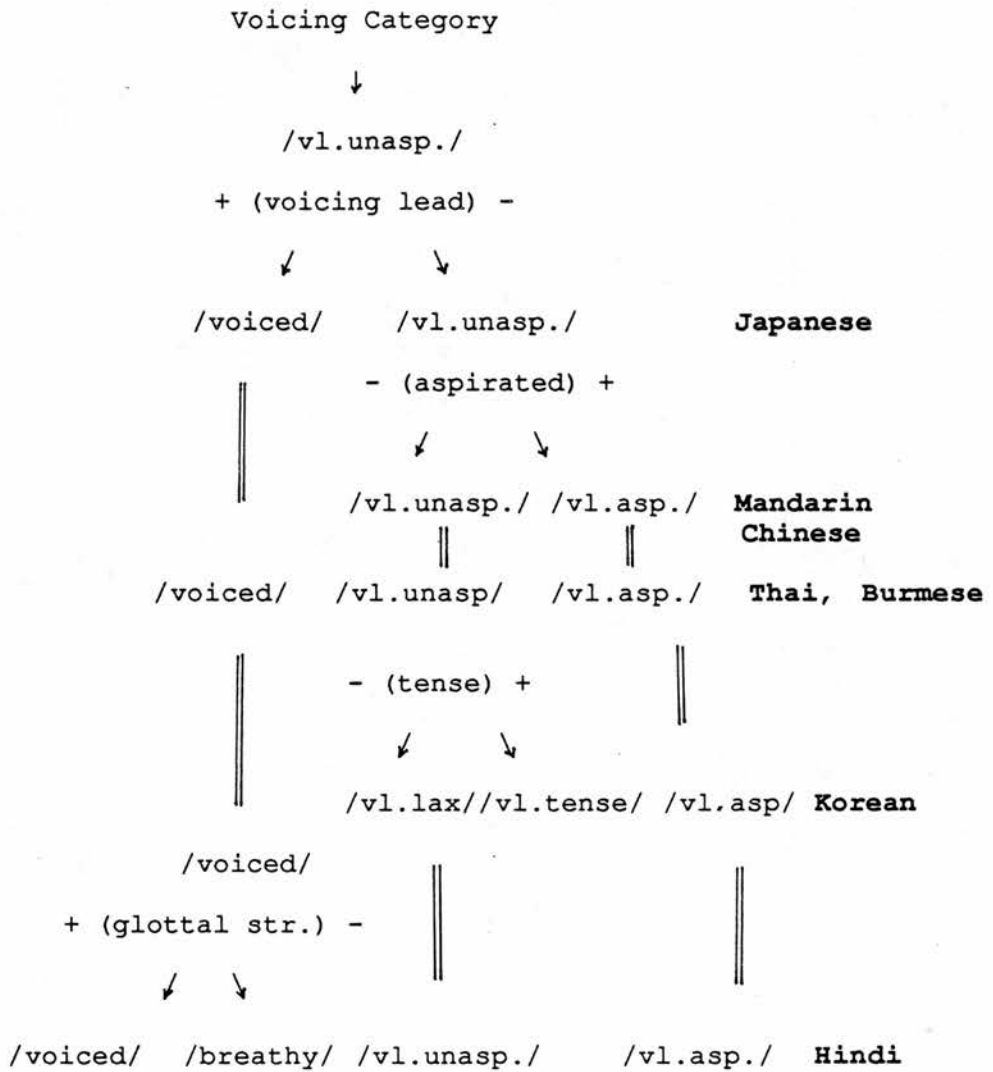 Voicing Category
↓
/vl.unasp./
+ (voicing lead) -
↙ ↘
/voiced/ /vl.unasp./ Japanese
- (aspirated) +
↙ ↘
/vl.unasp./ /vl.asp./ Mandarin
Chinese
/voiced/ /vl.unasp/ /vl.asp./ Thai, Burmese
- (tense) +
↙ ↘
/vl.lax//vl.tense/ /vl.asp/ Korean
/voiced/
+ (glottal str.) -
↙ ↘
/voiced/ /breathy/ /vl.unasp./ /vl.asp./ Hindi